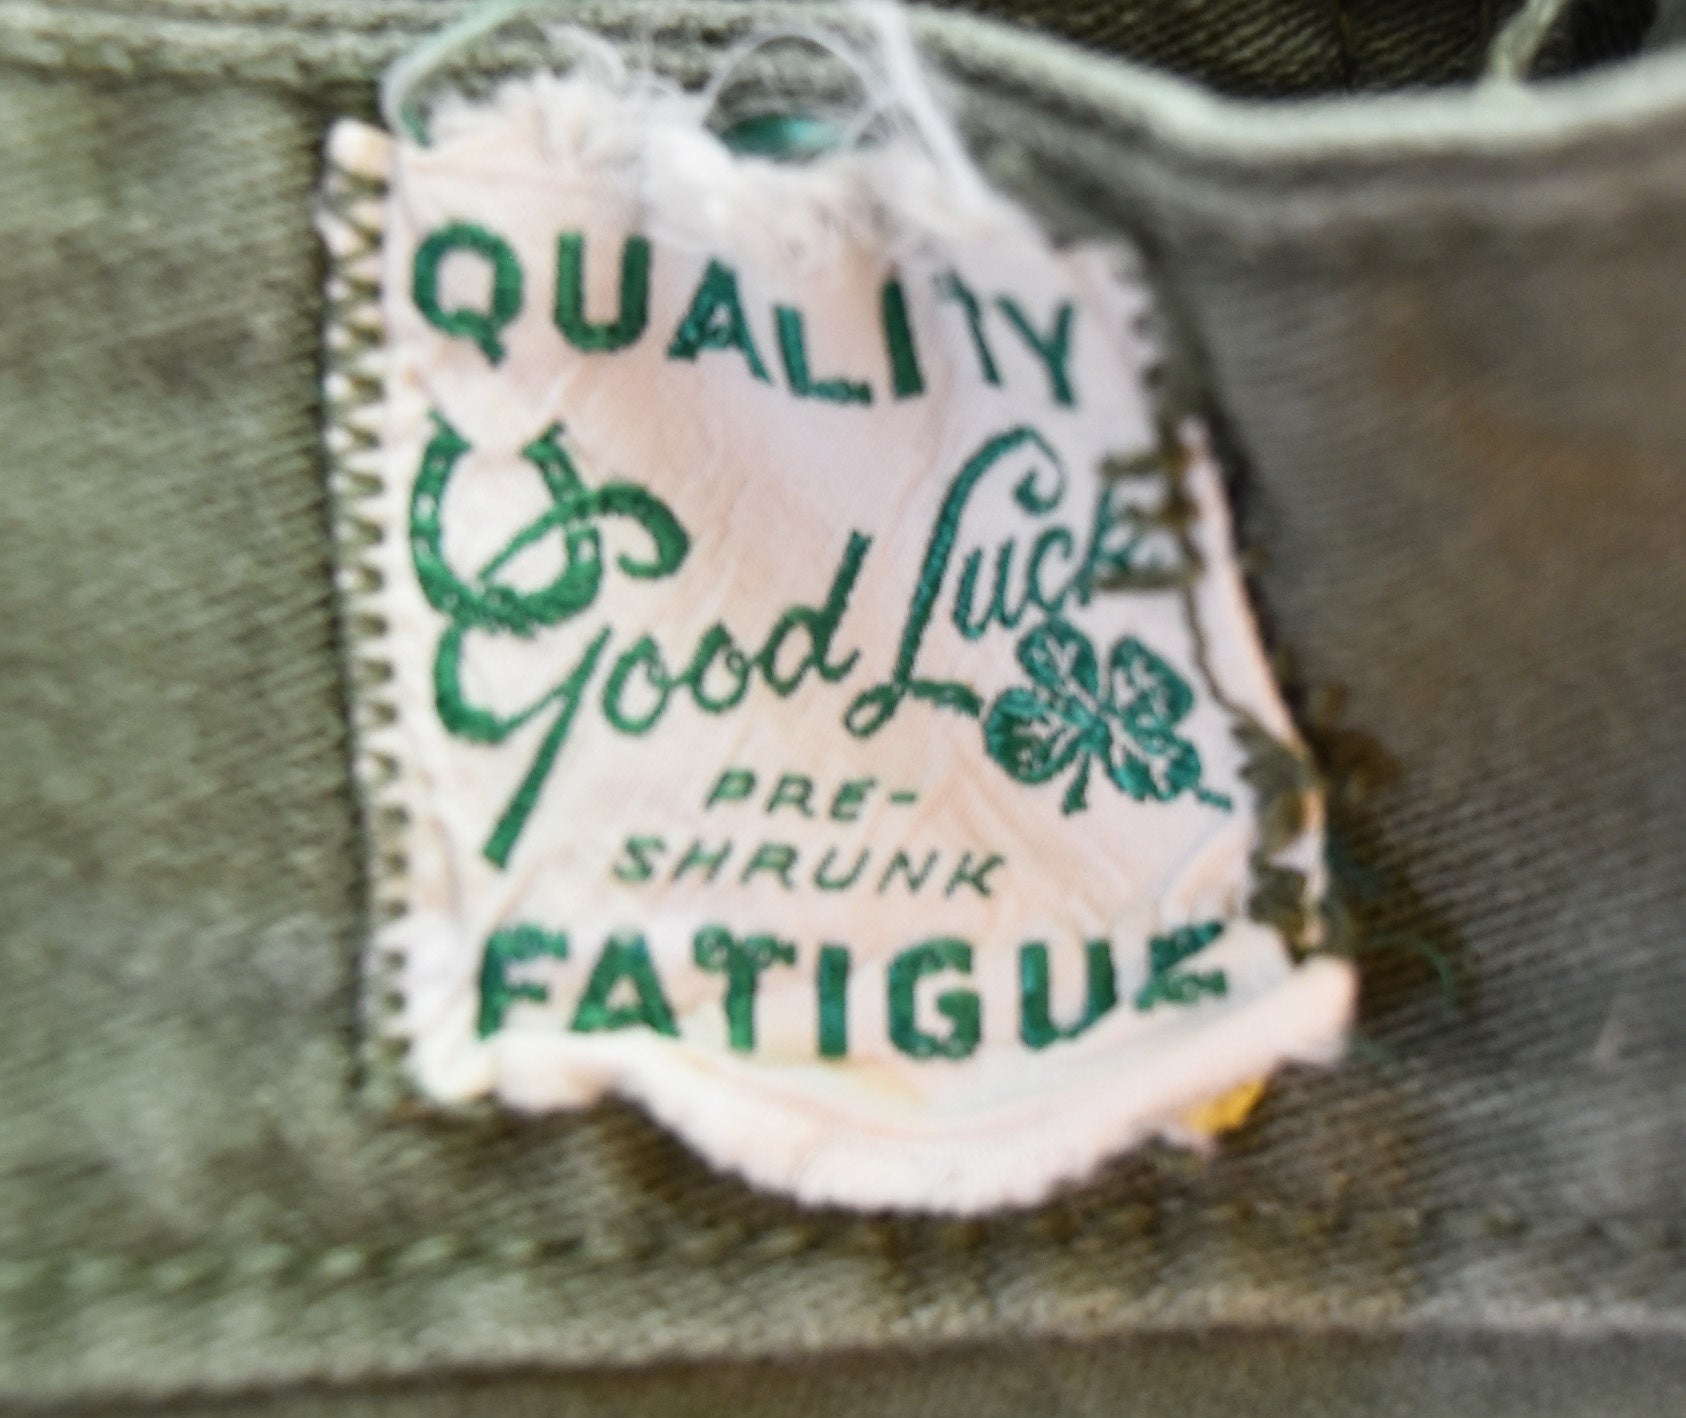 QUALITY
Good Luck
PRE-
SHRUNK
FATIGUE